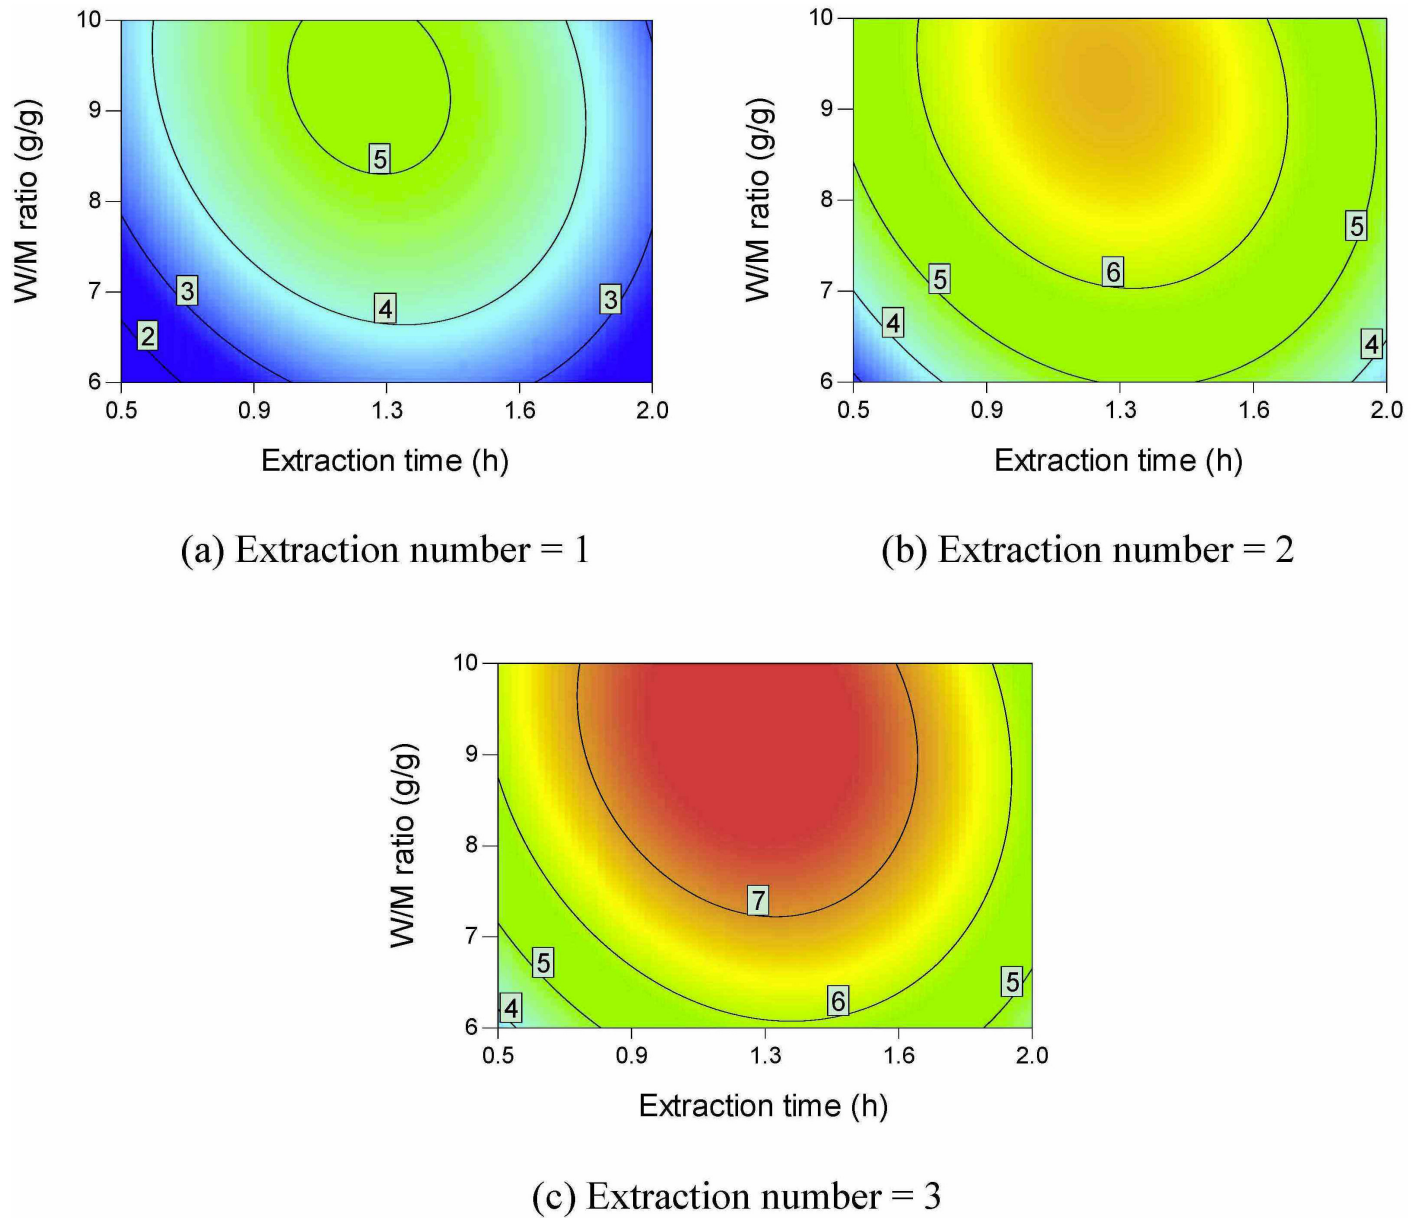 10
9
8
7
6
W/M ratio (g/g)
5
4
3
3
2
0.5 0.9 1.3 1.6 2.0
Extraction time (h)
(a) Extraction number = 1
10
9
8
7
6
W/M ratio (g/g)
5
6
5
4
4
0.5 0.9 1.3 1.6 2.0
Extraction time (h)
(b) Extraction number = 2
10
9
8
7
6
W/M ratio (g/g)
7
5
5
6
4
0.5 0.9 1.3 1.6 2.0
Extraction time (h)
(c) Extraction number = 3